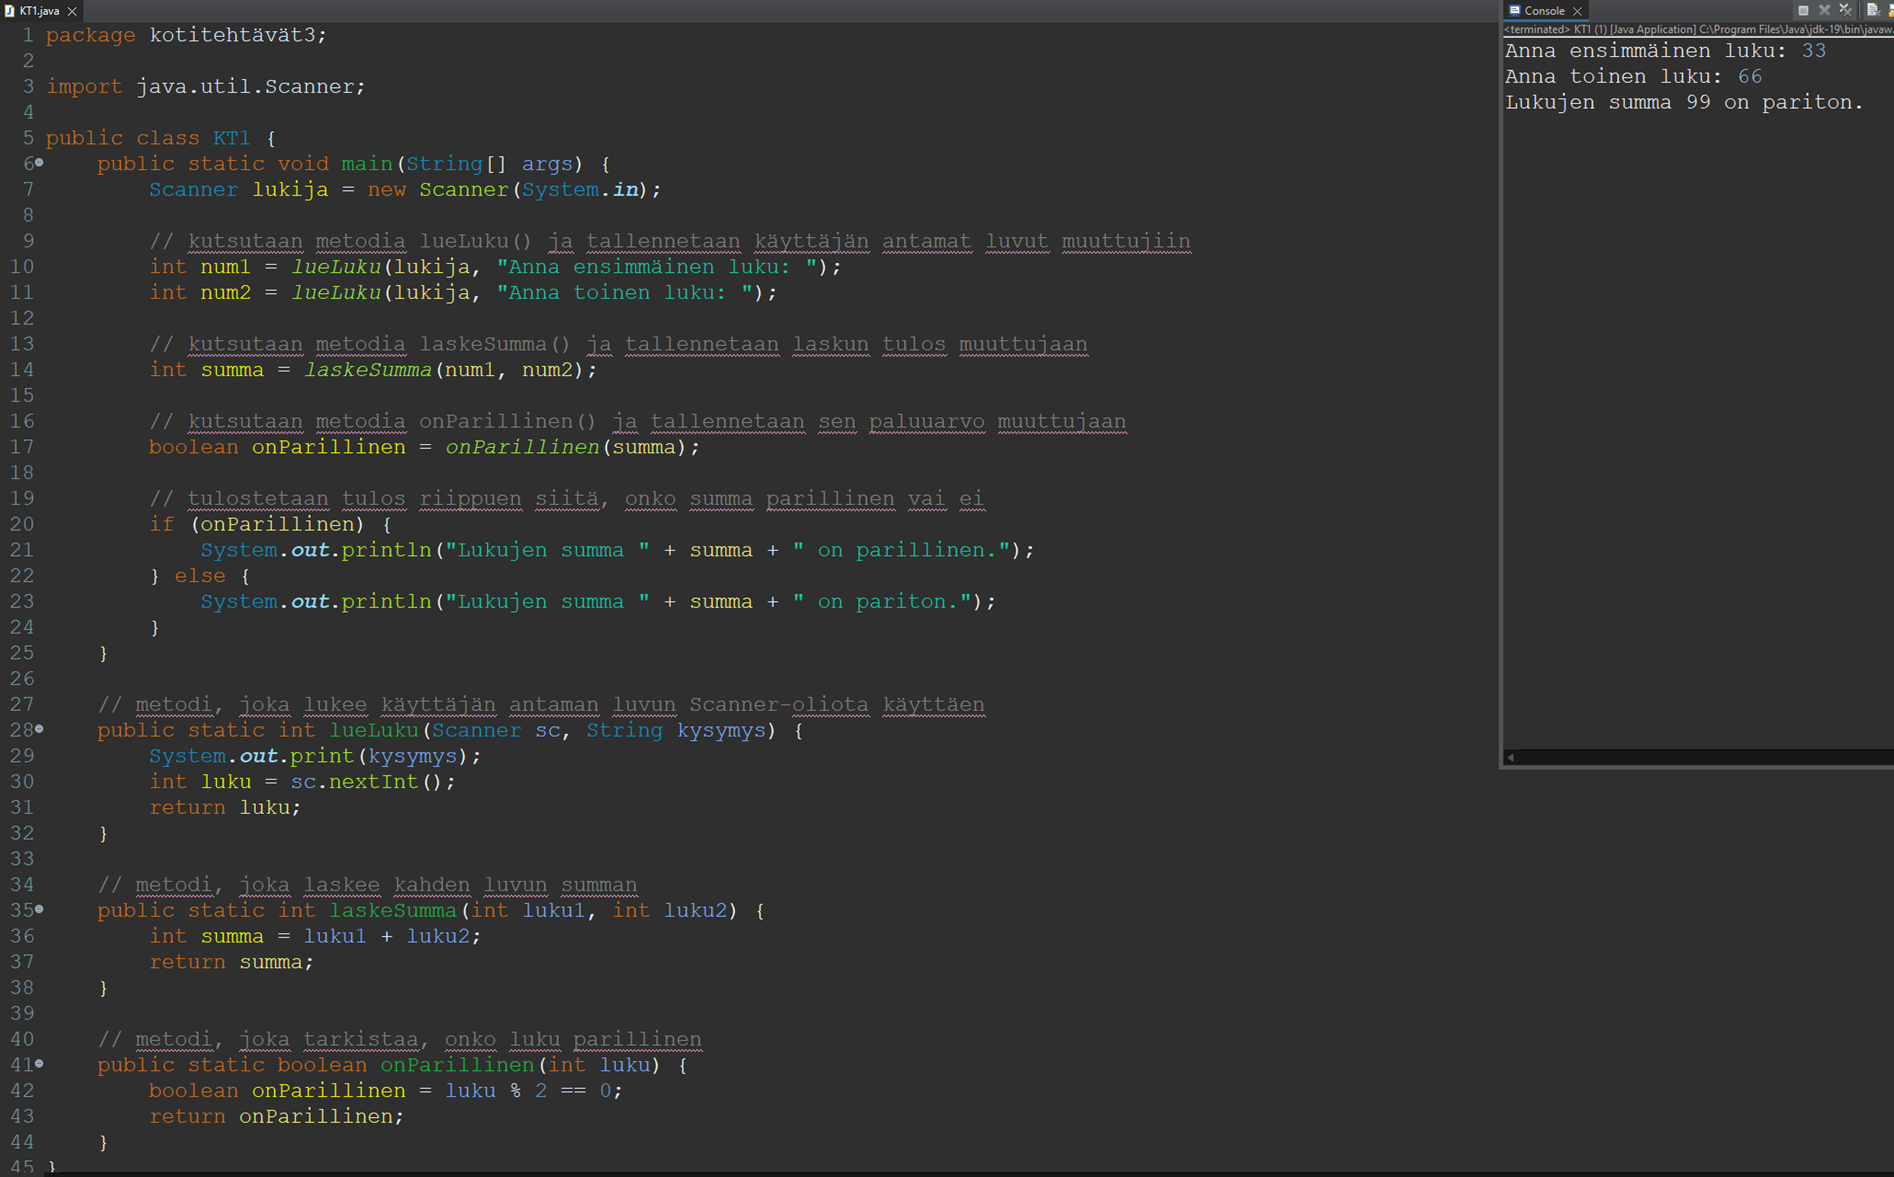 KT1.java
1 package kotitehtävät3;
2
3 import java.util.Scanner;
4
5 public class KT1 {
6     public static void main(String[] args) {
7         Scanner lukija = new Scanner(System.in);
8
9         // kutsutaan metodia lueLuku() ja tallennetaan käyttäjän antamat luvut muuttujiin
10         int num1 = lueLuku(lukija, "Anna ensimmäinen luku: ");
11         int num2 = lueLuku(lukija, "Anna toinen luku: ");
12
13         // kutsutaan metodia laskeSumma() ja tallennetaan laskun tulos muuttujaan
14         int summa = laskeSumma(num1, num2);
15
16         // kutsutaan metodia onParillinen() ja tallennetaan sen paluuarvo muuttujaan
17         boolean onParillinen = onParillinen(summa);
18
19         // tulostetaan tulos riippuen siitä, onko summa parillinen vai ei
20         if (onParillinen) {
21             System.out.println("Lukujen summa " + summa + " on parillinen.");
22         } else {
23             System.out.println("Lukujen summa " + summa + " on pariton.");
24         }
25     }
26
27     // metodi, joka lukee käyttäjän antaman luvun Scanner-oliota käyttäen
28     public static int lueLuku(Scanner sc, String kysymys) {
29         System.out.print(kysymys);
30         int luku = sc.nextInt();
31         return luku;
32     }
33
34     // metodi, joka laskee kahden luvun summan
35     public static int laskeSumma(int luku1, int luku2) {
36         int summa = luku1 + luku2;
37         return summa;
38     }
39
40     // metodi, joka tarkistaa, onko luku parillinen
41     public static boolean onParillinen(int luku) {
42         boolean onParillinen = luku % 2 == 0;
43         return onParillinen;
44     }
45 }
Console
<terminated> KT1 (1) [Java Application] C:\Program Files\Java\jdk-19\bin\javaw.
Anna ensimmäinen luku: 33
Anna toinen luku: 66
Lukujen summa 99 on pariton.